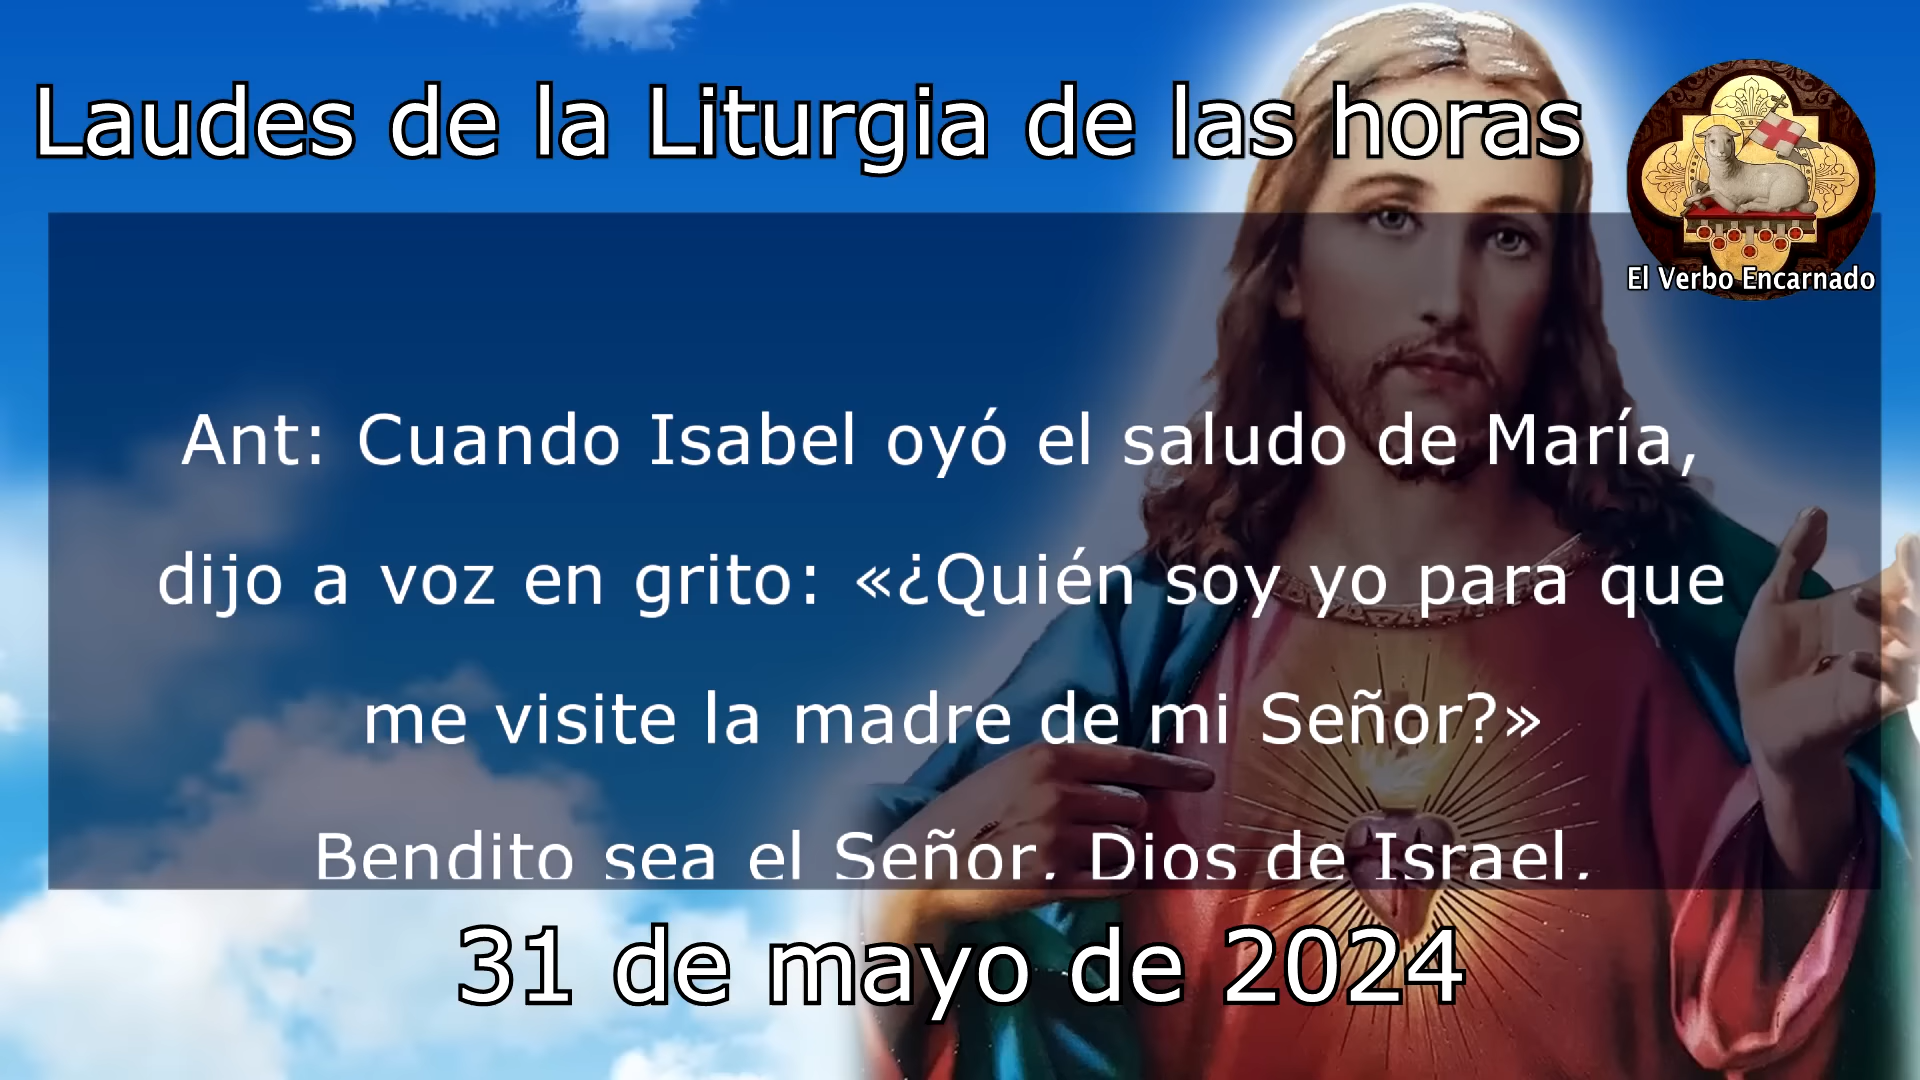 Laudes de la Liturgia de las horas
El Verbo Encarnado
Ant: Cuando Isabel oyó el saludo de María,
dijo a voz en grito: «¿Quién soy yo para que
me visite la madre de mi Señor?»
Bendito sea el Señor, Dios de Israel,
31 de mayo de 2024